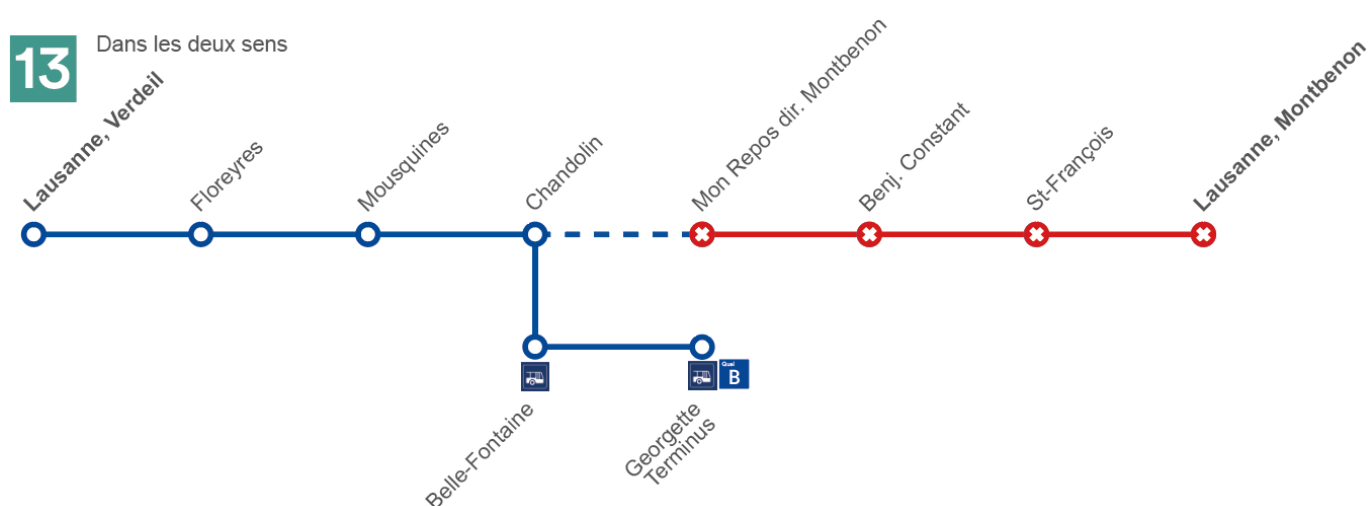 13
Dans les deux sens
Lausanne, Verdeil
Floreyres
Mousquines
Chandolin
Mon Repos dir. Montbenon
Benj. Constant
St-François
Lausanne, Montbenon
Quai
B
Belle-Fontaine
Georgette
Terminus